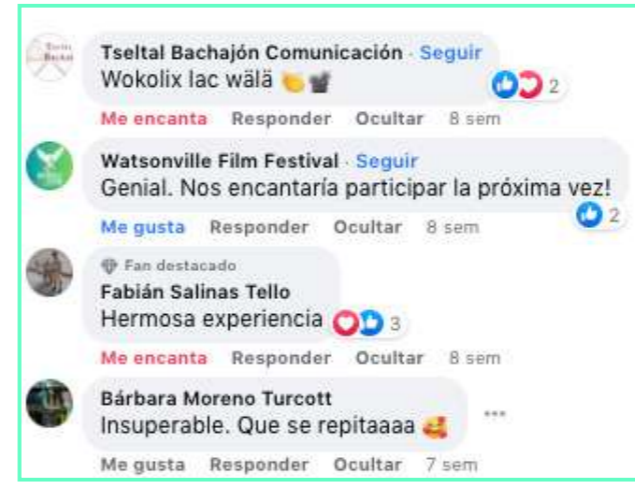 Tseltal Bachajón Comunicación · Seguir
Wokolix lac wälä 👏📽️
2
Me encanta Responder Ocultar 8 sem
Watsonville Film Festival · Seguir
Genial. Nos encantaría participar la próxima vez!
2
Me gusta Responder Ocultar 8 sem
Fan destacado
Fabián Salinas Tello
Hermosa experiencia
3
Me encanta Responder Ocultar 8 sem
Bárbara Moreno Turcott
Insuperable. Que se repitaaaa 🥰
Me gusta Responder Ocultar 7 sem